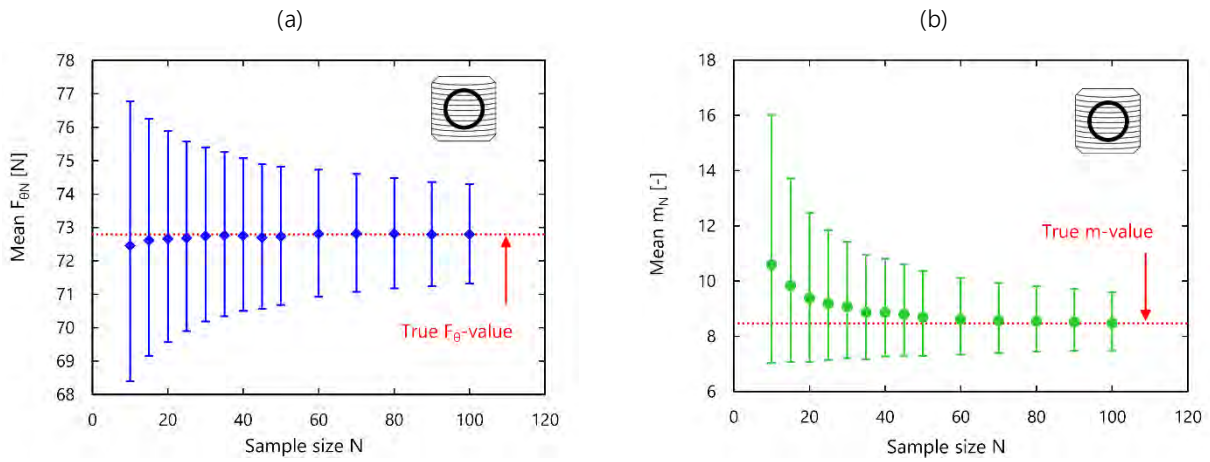 (a)
78
77
76
75
74
73
72
71
70
69
68
Mean F_θN [N]
True F_θ-value
0 20 40 60 80 100 120
Sample size N
(b)
18
16
14
12
10
8
6
Mean m_N [-]
True m-value
0 20 40 60 80 100 120
Sample size N